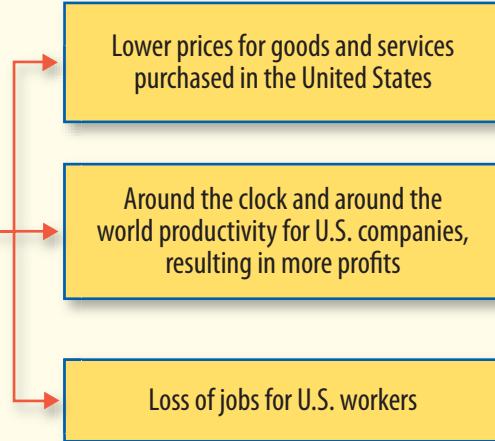 Lower prices for goods and services
purchased in the United States
Around the clock and around the
world productivity for U.S. companies,
resulting in more profits
Loss of jobs for U.S. workers